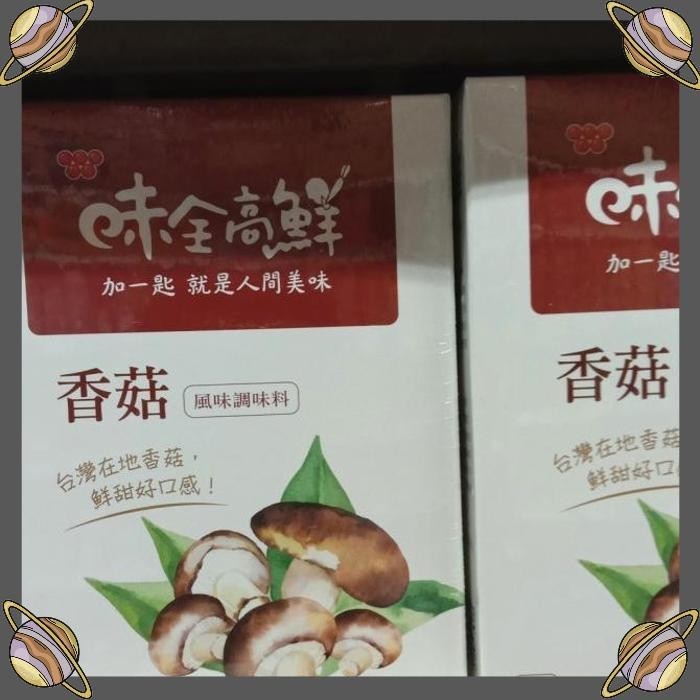 味全高鮮
加一匙 就是人間美味
香菇
風味調味料
台灣在地香菇，
鮮甜好口感！
味
加一匙
香菇
台灣在地香菇
鮮甜好口